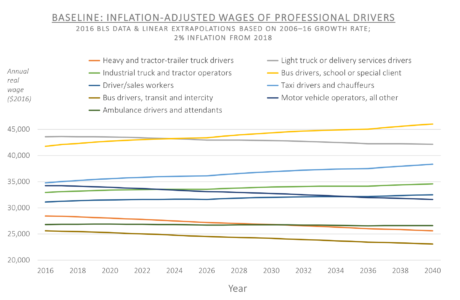 BASELINE: INFLATION-ADJUSTED WAGES OF PROFESSIONAL DRIVERS
2016 BLS DATA & LINEAR EXTRAPOLATIONS BASED ON 2006–16 GROWTH RATE;
2% INFLATION FROM 2018
Annual
real
wage
($2016)
Heavy and tractor-trailer truck drivers
Light truck or delivery services drivers
Industrial truck and tractor operators
Bus drivers, school or special client
Driver/sales workers
Taxi drivers and chauffeurs
Bus drivers, transit and intercity
Motor vehicle operators, all other
Ambulance drivers and attendants
45,000
40,000
35,000
30,000
25,000
20,000
2016 2018 2020 2022 2024 2026 2028 2030 2032 2034 2036 2038 2040
Year